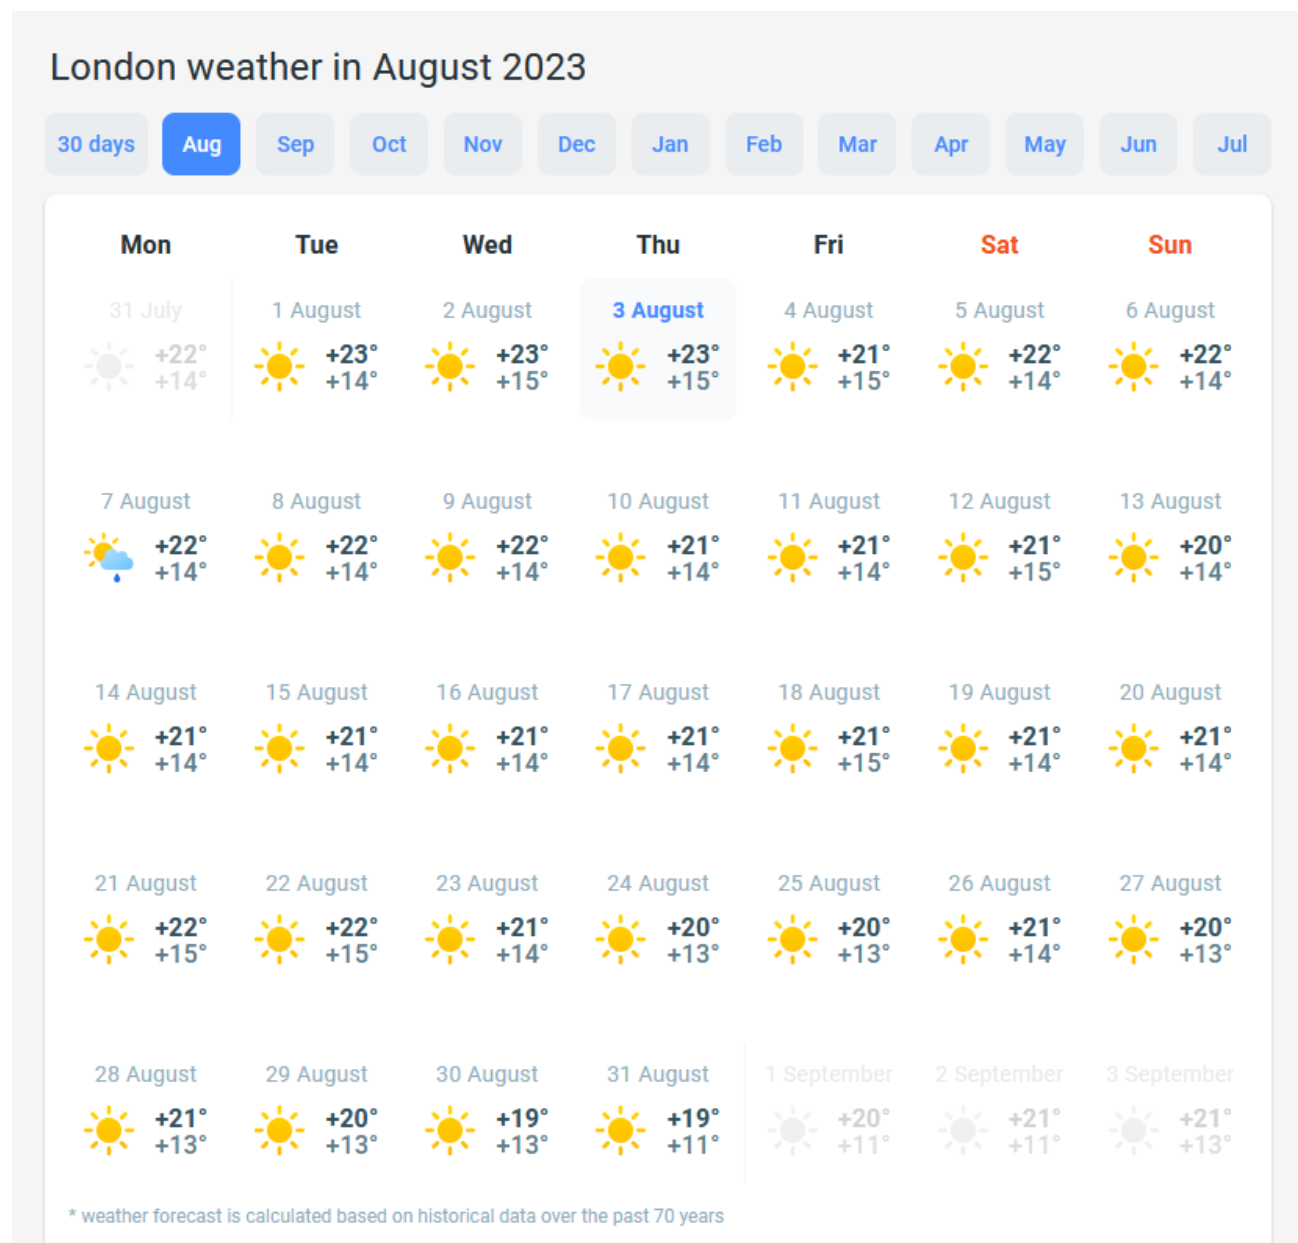 London weather in August 2023
30 days Aug Sep Oct Nov Dec Jan Feb Mar Apr May Jun Jul
Mon Tue Wed Thu Fri Sat Sun
31 July 1 August 2 August 3 August 4 August 5 August 6 August
+22° +23° +23° +23° +21° +22° +22°
+14° +14° +15° +15° +15° +14° +14°
7 August 8 August 9 August 10 August 11 August 12 August 13 August
+22° +22° +22° +21° +21° +21° +20°
+14° +14° +14° +14° +14° +15° +14°
14 August 15 August 16 August 17 August 18 August 19 August 20 August
+21° +21° +21° +21° +21° +21° +21°
+14° +14° +14° +14° +15° +14° +14°
21 August 22 August 23 August 24 August 25 August 26 August 27 August
+22° +22° +21° +20° +20° +21° +20°
+15° +15° +14° +13° +13° +14° +13°
28 August 29 August 30 August 31 August 1 September 2 September 3 September
+21° +20° +19° +19° +20° +21° +21°
+13° +13° +13° +11° +11° +11° +13°
* weather forecast is calculated based on historical data over the past 70 years